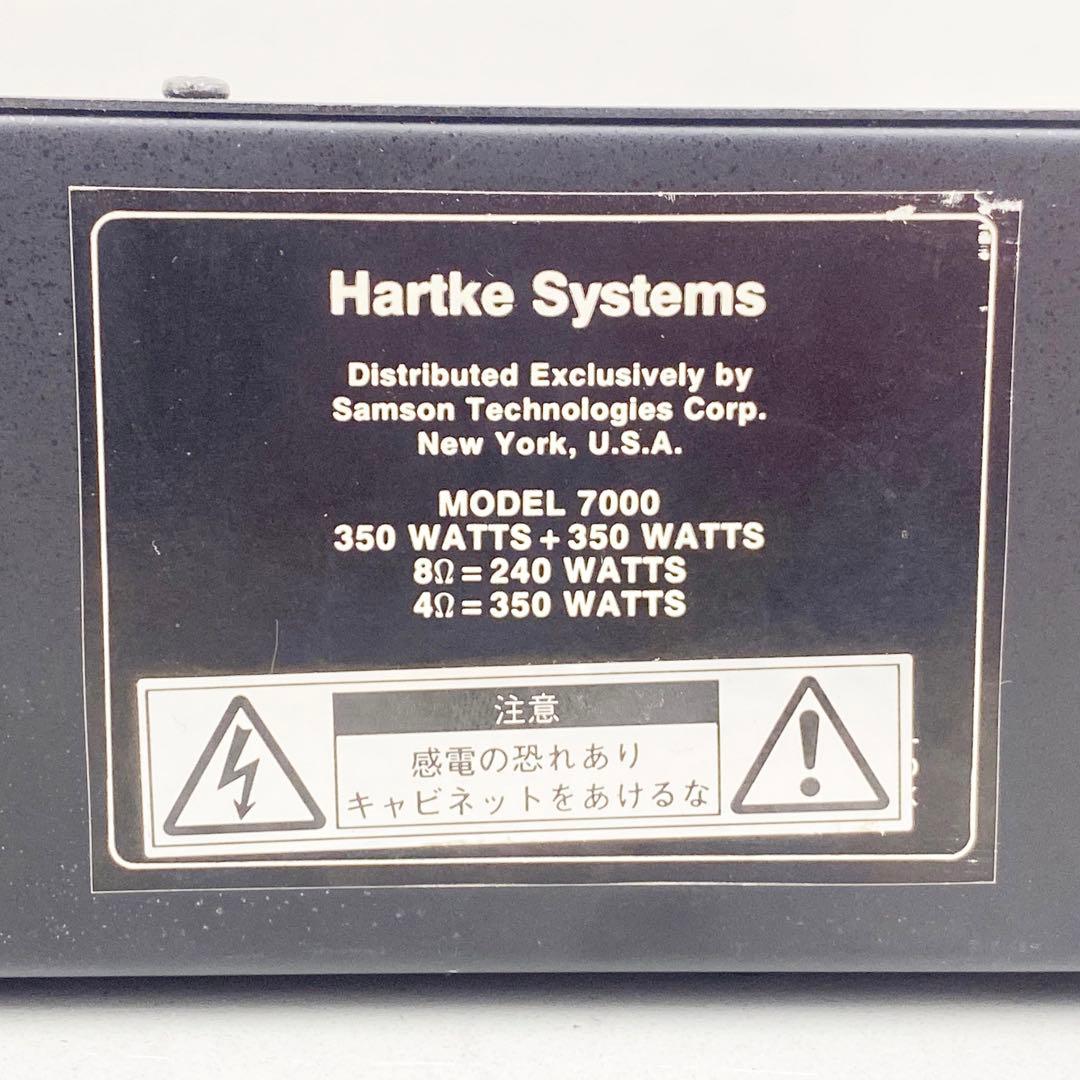 Hartke Systems
Distributed Exclusively by
Samson Technologies Corp.
New York, U.S.A.
MODEL 7000
350 WATTS + 350 WATTS
8Ω = 240 WATTS
4Ω = 350 WATTS
注意
感電の恐れあり
キャビネットをあけるな